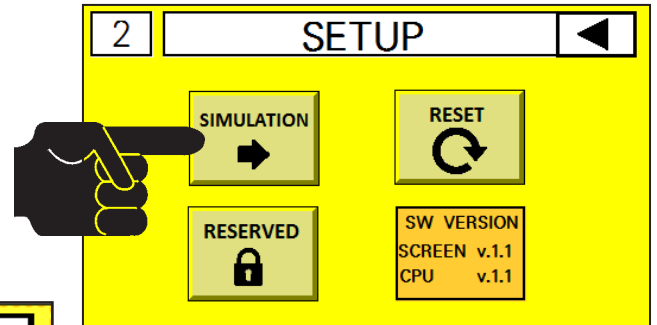 2
SETUP
SIMULATION
RESET
RESERVED
SW VERSION
SCREEN v.1.1
CPU v.1.1